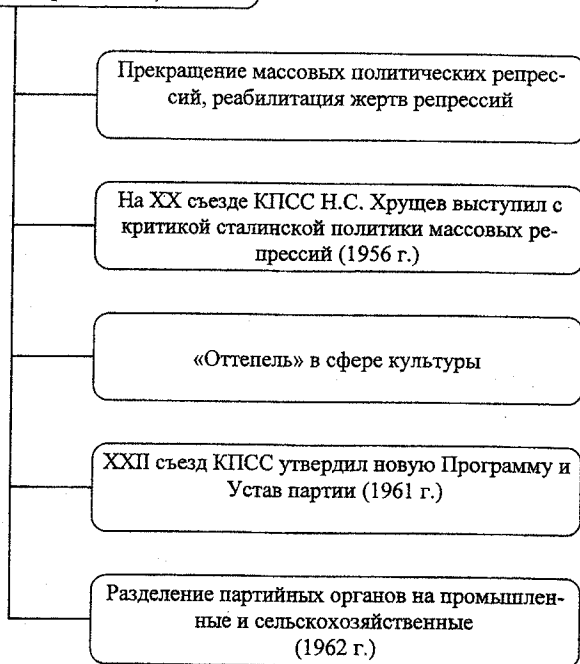 Прекращение массовых политических репрес-
сий, реабилитация жертв репрессий
На XX съезде КПСС Н.С. Хрущев выступил с
критикой сталинской политики массовых ре-
прессий (1956 г.)
«Оттепель» в сфере культуры
XXII съезд КПСС утвердил новую Программу и
Устав партии (1961 г.)
Разделение партийных органов на промышлен-
ные и сельскохозяйственные
(1962 г.)